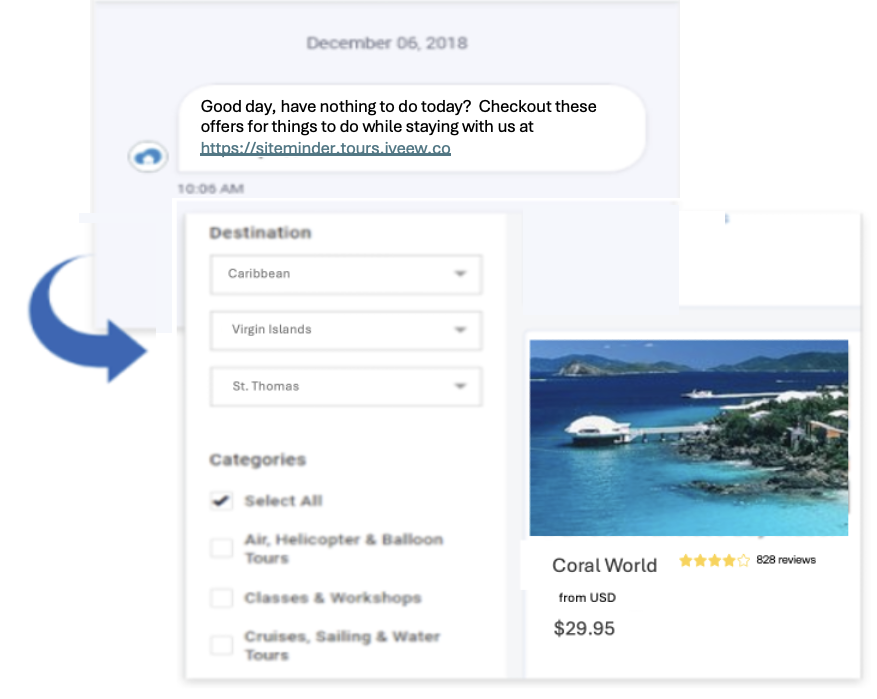 December 06, 2018
Good day, have nothing to do today?  Checkout these
offers for things to do while staying with us at
https://siteminder.tours.iveew.co
10:06 AM
Destination
Caribbean
Virgin Islands
St. Thomas
Categories
Select All
Air, Helicopter & Balloon
Tours
Classes & Workshops
Cruises, Sailing & Water
Tours
Coral World
828 reviews
from USD
$29.95